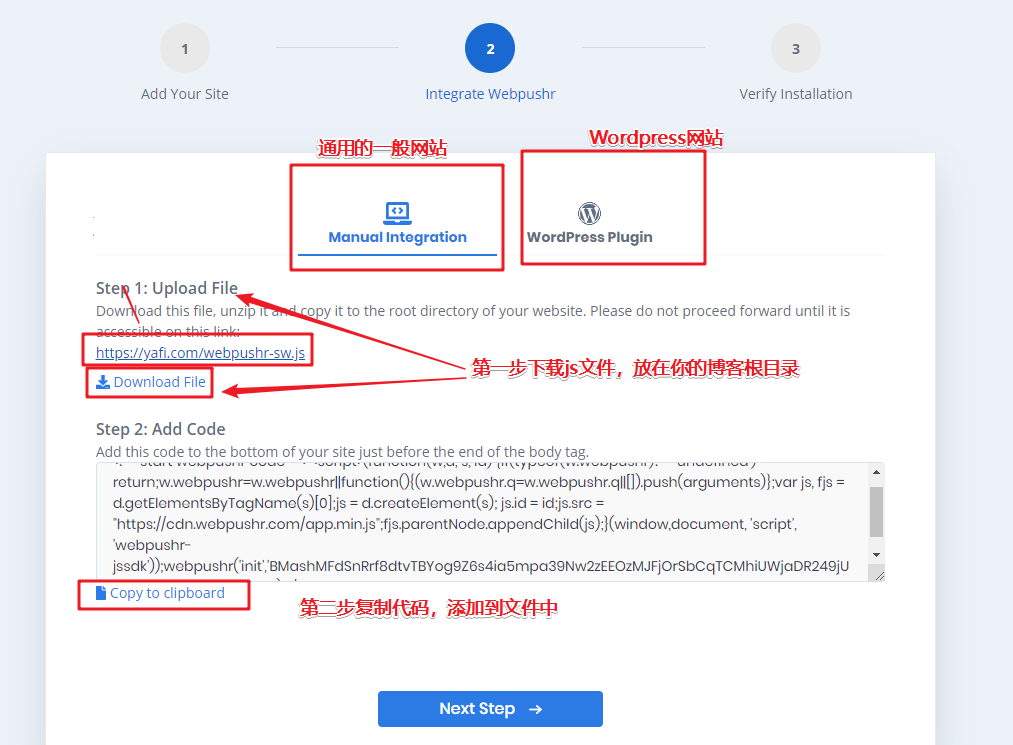 1
2
3
Add Your Site
Integrate Webpushr
Verify Installation
通用的一般网站
Wordpress网站
Manual Integration
WordPress Plugin
Step 1: Upload File
Download this file, unzip it and copy it to the root directory of your website. Please do not proceed forward until it is
accessible on this link:
https://yafi.com/webpushr-sw.js
Download File
第一步下载js文件，放在你的博客根目录
Step 2: Add Code
Add this code to the bottom of your site just before the end of the body tag.
return;w.webpushr=w.webpushr||function(){(w.webpushr.q=w.webpushr.q||[]).push(arguments)};var js, fjs =
d.getElementsByTagName(s)[0];js = d.createElement(s); js.id = id;js.src =
"https://cdn.webpushr.com/app.min.js";fjs.parentNode.appendChild(js);}(window,document, 'script',
'webpushr-
jssdk'));webpushr('init','BMashMFdSnRrf8dtvTBYog9Z6s4ia5mpa39Nw2zEEOzMJFjOrSbCqTCMhiUWjaDR249jU
Copy to clipboard
第二步复制代码，添加到文件中
Next Step →